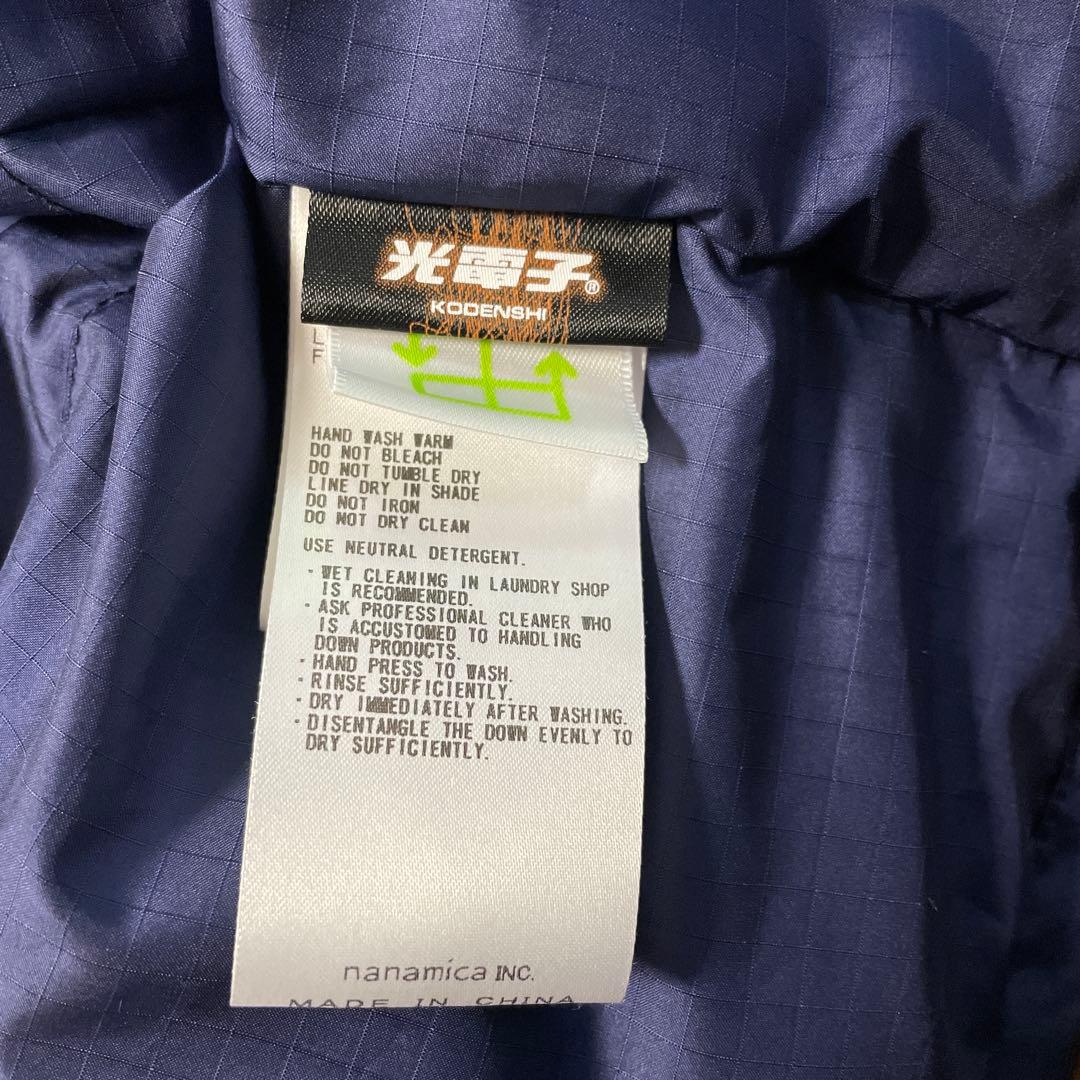 光電子®
KODENSHI
L
F
HAND WASH WARM
DO NOT BLEACH
DO NOT TUMBLE DRY
LINE DRY IN SHADE
DO NOT IRON
DO NOT DRY CLEAN
USE NEUTRAL DETERGENT.
· WET CLEANING IN LAUNDRY SHOP
IS RECOMMENDED.
· ASK PROFESSIONAL CLEANER WHO
IS ACCUSTOMED TO HANDLING
DOWN PRODUCTS.
· HAND PRESS TO WASH.
· RINSE SUFFICIENTLY.
· DRY IMMEDIATELY AFTER WASHING.
· DISENTANGLE THE DOWN EVENLY TO
DRY SUFFICIENTLY.
nanamica INC.
MADE IN CHINA